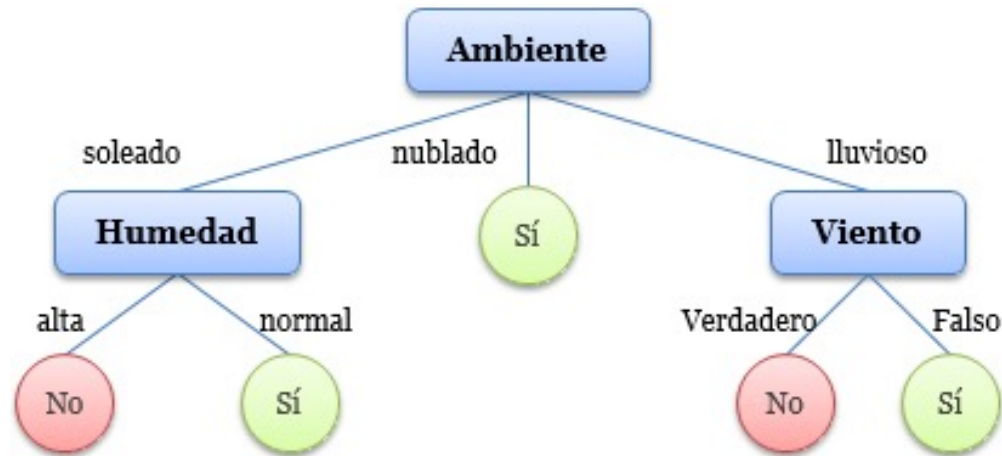 Ambiente
soleado
nublado
lluvioso
Humedad
Sí
Viento
alta
normal
Verdadero
Falso
No
Sí
No
Sí